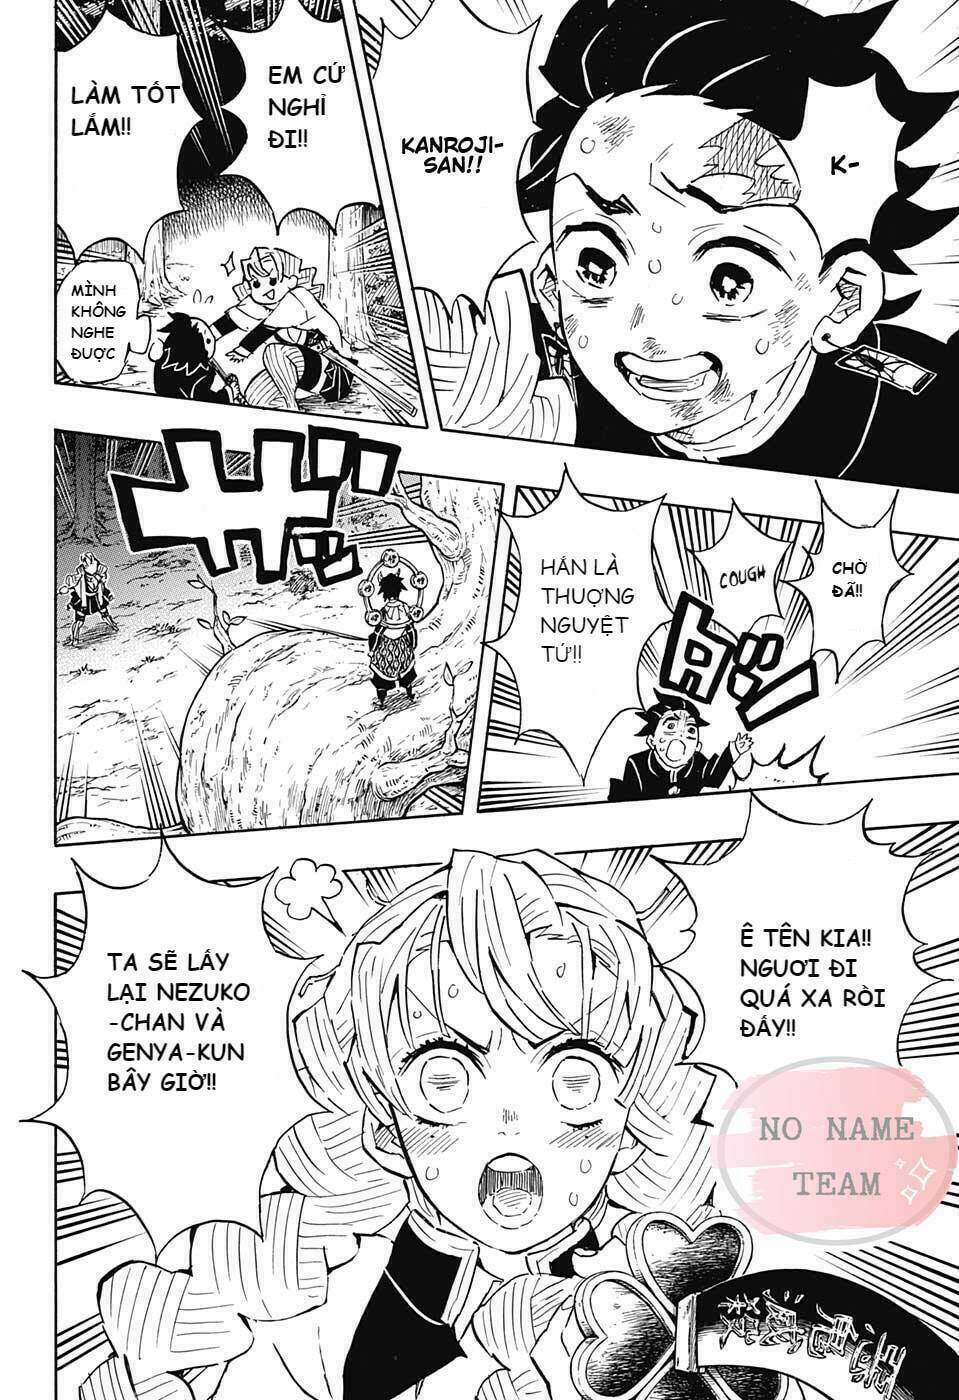 K-
KANROJI-
SAN!!
EM CỨ
NGHỈ
ĐI!!
LÀM TỐT
LẮM!!
MÌNH
KHÔNG
NGHE
ĐƯỢC
CHỜ
ĐÃ!!
COUGH
HẮN LÀ
THƯỢNG
NGUYỆT
TỨ!!
Ê TÊN KIA!!
NGƯƠI ĐI
QUÁ XA RỒI
ĐẤY!!
TA SẼ LẤY
LẠI NEZUKO
-CHAN VÀ
GENYA-KUN
BÂY GIỜ!!
NO NAME
TEAM